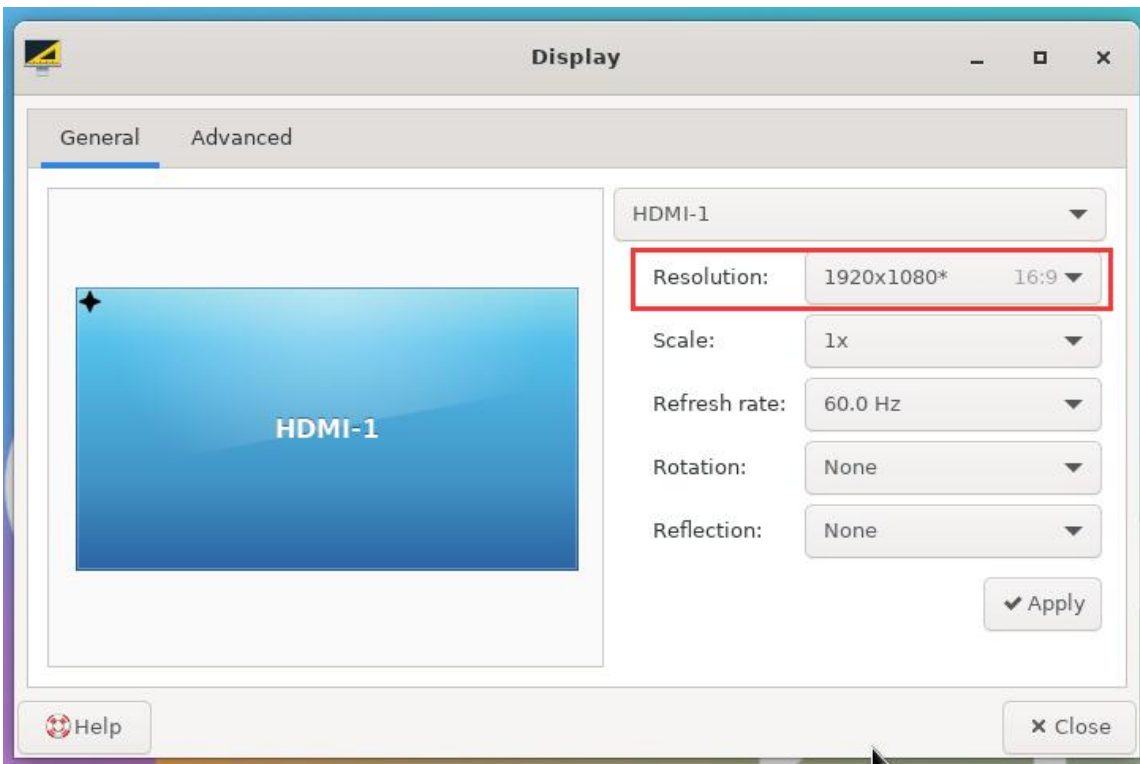 Display
General Advanced
HDMI-1
Resolution: 1920x1080* 16:9
Scale: 1x
HDMI-1
Refresh rate: 60.0 Hz
Rotation: None
Reflection: None
Apply
Help
Close